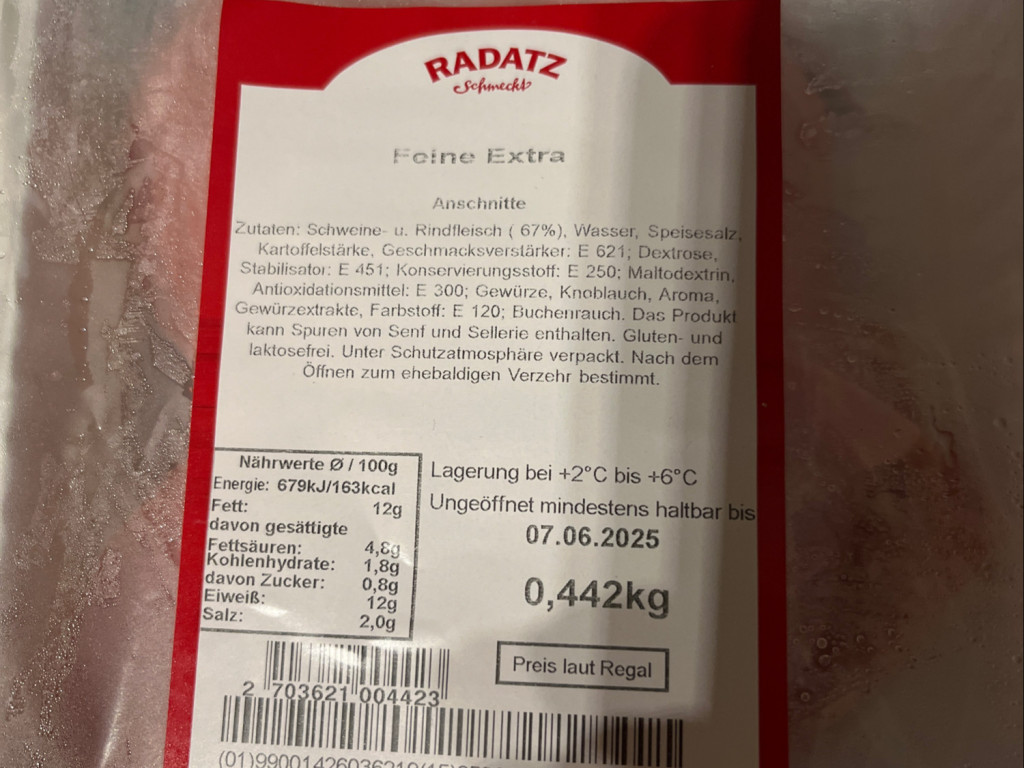 RADATZ
Schmeckt
Feine Extra
Anschnitte
Zutaten: Schweine- u. Rindfleisch ( 67%), Wasser, Speisesalz,
Kartoffelstärke, Geschmacksverstärker: E 621; Dextrose,
Stabilisator: E 451; Konservierungsstoff: E 250; Maltodextrin,
Antioxidationsmittel: E 300; Gewürze, Knoblauch, Aroma,
Gewürzextrakte, Farbstoff: E 120; Buchenrauch. Das Produkt
kann Spuren von Senf und Sellerie enthalten. Gluten- und
laktosefrei. Unter Schutzatmosphäre verpackt. Nach dem
Öffnen zum ehebaldigen Verzehr bestimmt.
Nährwerte Ø / 100g
Energie: 679kJ/163kcal
Fett: 12g
davon gesättigte
Fettsäuren: 4,8g
Kohlenhydrate: 1,8g
davon Zucker: 0,8g
Eiweiß: 12g
Salz: 2,0g
Lagerung bei +2°C bis +6°C
Ungeöffnet mindestens haltbar bis
07.06.2025
0,442kg
Preis laut Regal
2 703621 004423